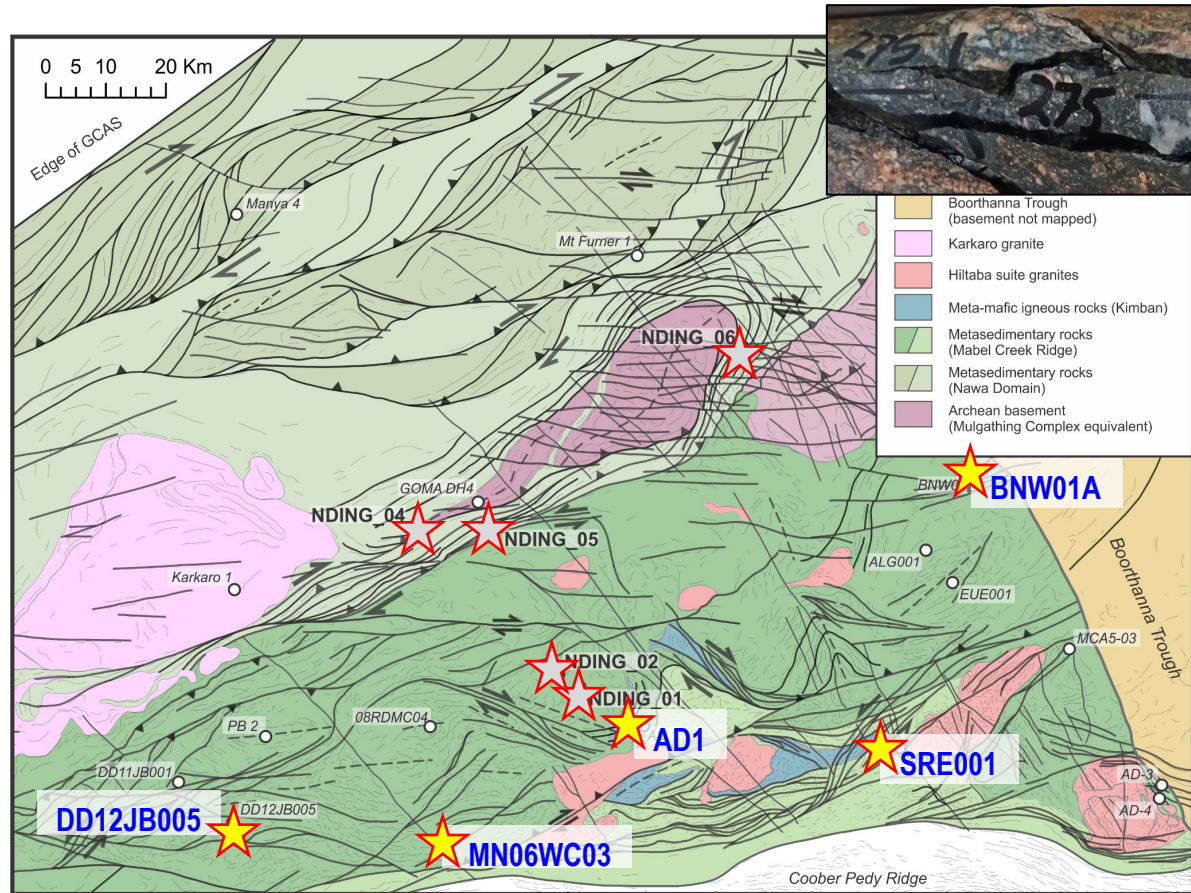 0 5 10 20 Km
Edge of GCAS
275 1
275
Manya 4
Mt Furner 1
Boorthanna Trough
(basement not mapped)
Karkaro granite
Hiltaba suite granites
Meta-mafic igneous rocks (Kimban)
Metasedimentary rocks
(Mabel Creek Ridge)
Metasedimentary rocks
(Nawa Domain)
Archean basement
(Mulgathing Complex equivalent)
NDING_06
BNW01A
GOMA DH4
NDING_04
NDING_05
ALG001
EUE001
Karkaro 1
Boorthanna Trough
MCA5-03
NDING_02
NDING_01
AD1
08RDMC04
PB 2
SRE001
DD11JB001
AD-3
AD-4
DD12JB005
DD12JB005
MN06WC03
Coober Pedy Ridge